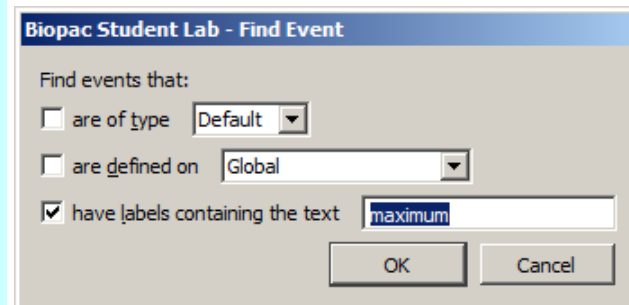 Biopac Student Lab - Find Event
Find events that:
are of type Default
are defined on Global
have labels containing the text maximum
OK Cancel